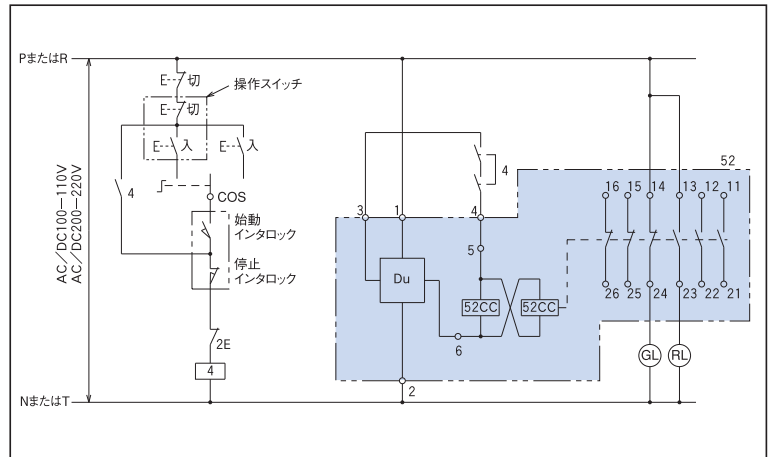 PまたはR
切
操作スイッチ
切
入
入
4
COS
始動
インタロック
停止
インタロック
2E
4
AC/DC100−110V
AC/DC200−220V
NまたはT
4
3
1
4
5
Du
52CC
52CC
6
2
52
16
15
14
13
12
11
26
25
24
23
22
21
GL
RL